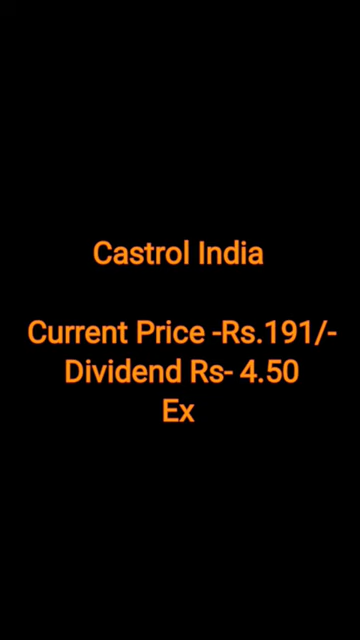 Castrol India
Current Price -Rs.191/-
Dividend Rs- 4.50
Ex